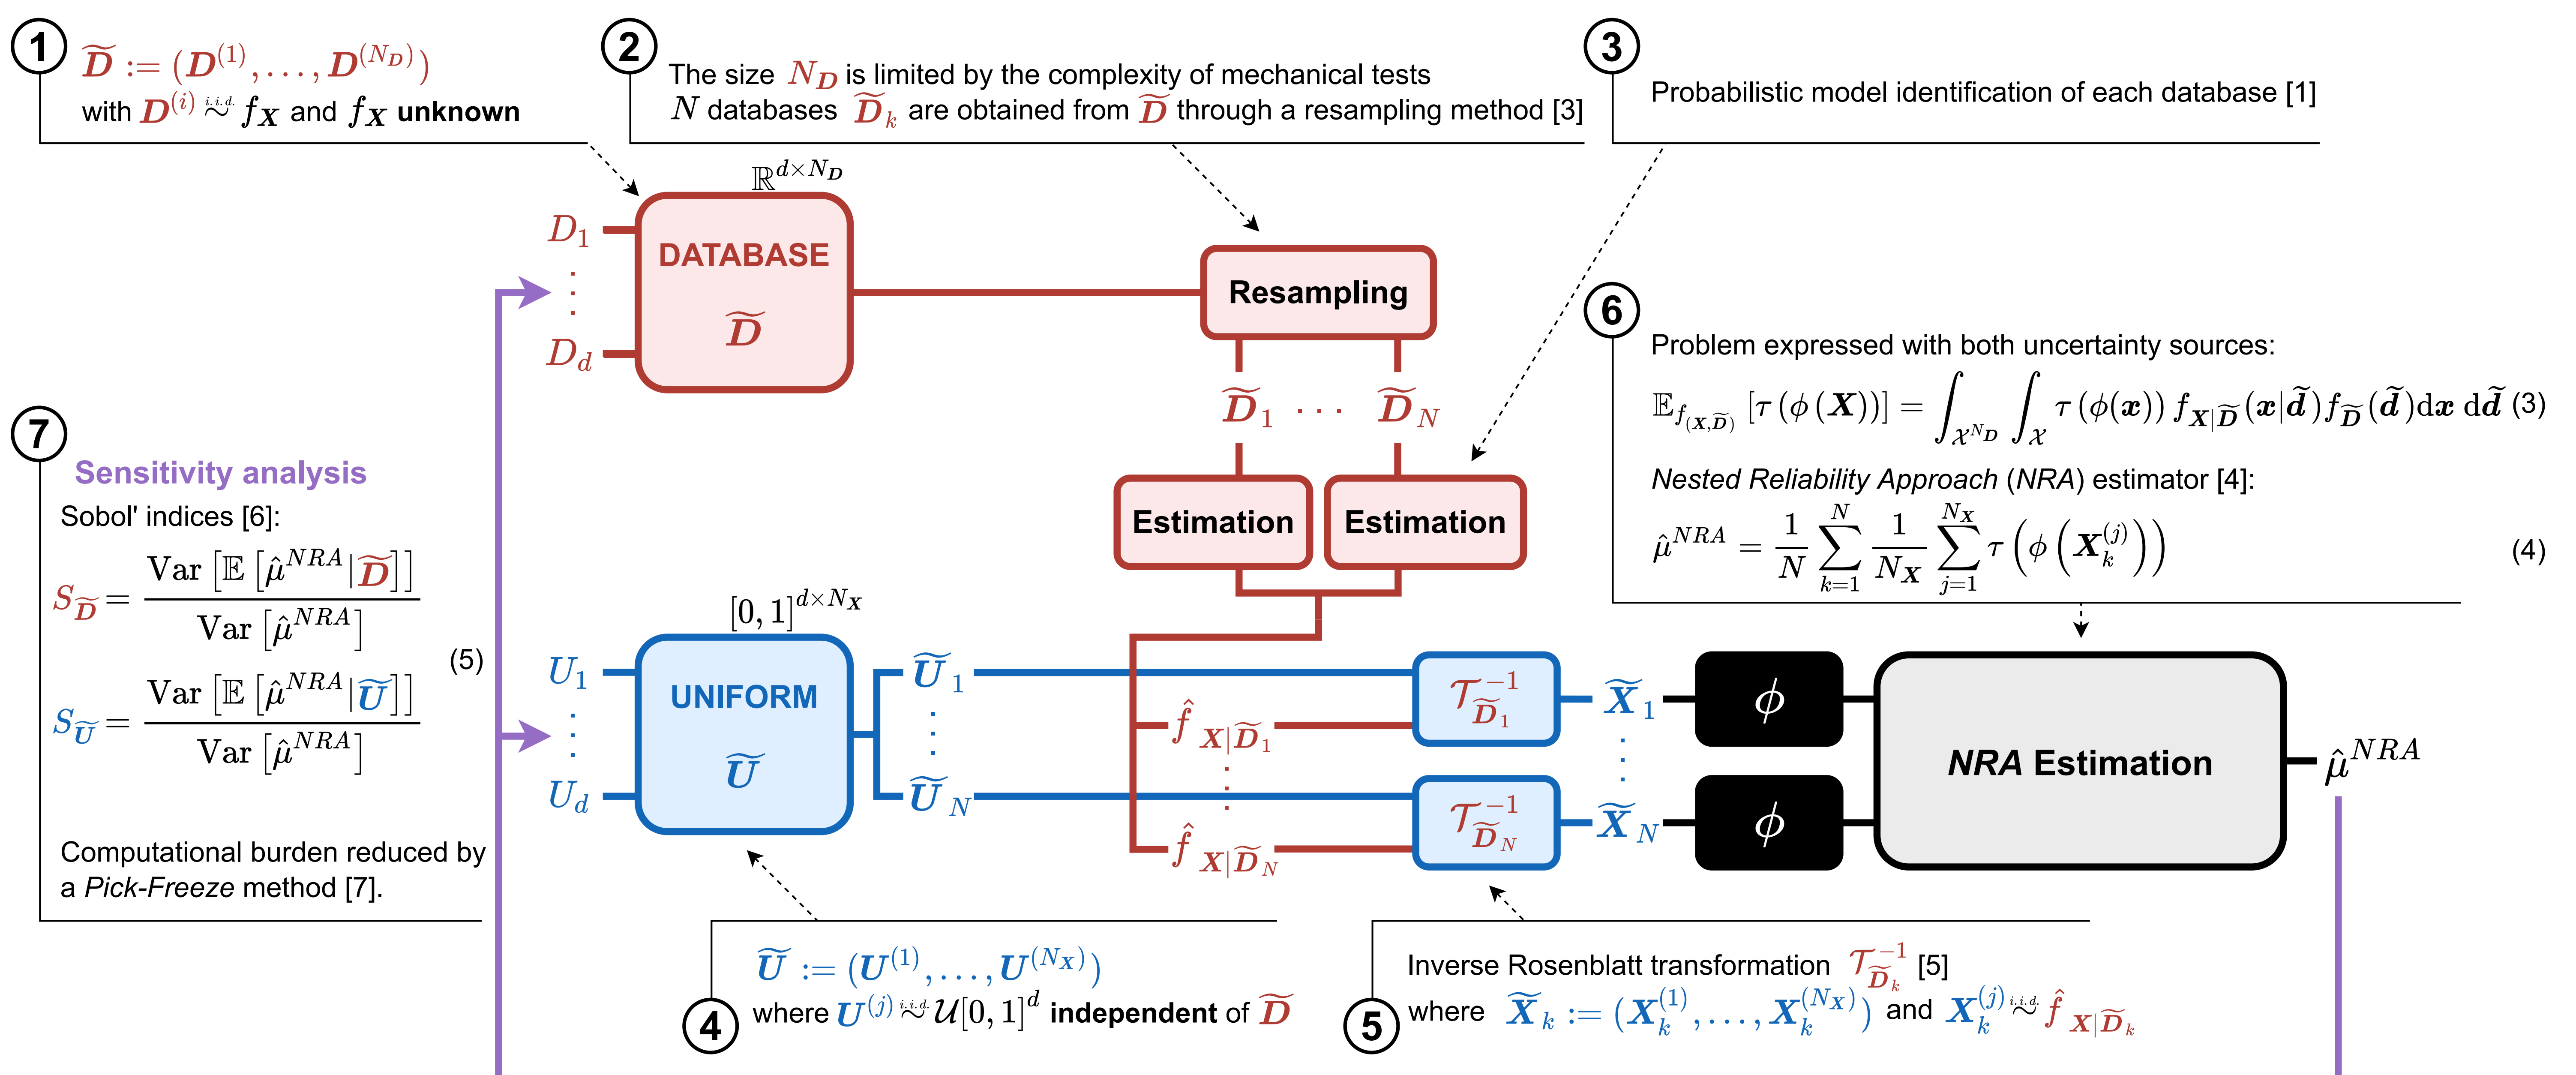 1
D̃ := (D^(1), …, D^(N_D))
with D^(i) i.i.d. ~ f_X and f_X unknown
2
The size N_D is limited by the complexity of mechanical tests
N databases D̃_k are obtained from D̃ through a resampling method [3]
3
Probabilistic model identification of each database [1]
ℝ^{d×N_D}
D_1
⋮
D_d
DATABASE
D̃
Resampling
D̃_1 ··· D̃_N
Estimation
Estimation
6
Problem expressed with both uncertainty sources:
𝔼_{f_(X,D̃)} [τ(ϕ(X))] = ∫_{𝒳^{N_D}} ∫_𝒳 τ(ϕ(x)) f_{X|D̃}(x|d̃) f_D̃(d̃)dx dd̃ (3)
Nested Reliability Approach (NRA) estimator [4]:
μ̂^NRA = 1/N ∑_{k=1}^{N} 1/N_X ∑_{j=1}^{N_X} τ(ϕ(X_k^(j))) (4)
7
Sensitivity analysis
Sobol' indices [6]:
S_D̃ = Var[𝔼[μ̂^NRA|D̃]] / Var[μ̂^NRA]
(5)
S_Ũ = Var[𝔼[μ̂^NRA|Ũ]] / Var[μ̂^NRA]
Computational burden reduced by
a Pick-Freeze method [7].
[0, 1]^{d×N_X}
U_1
⋮
U_d
UNIFORM
Ũ
Ũ_1
⋮
Ũ_N
f̂_{X|D̃_1}
⋮
f̂_{X|D̃_N}
𝒯^{-1}_{D̃_1}
𝒯^{-1}_{D̃_N}
X̃_1
⋮
X̃_N
ϕ
ϕ
NRA Estimation
μ̂^NRA
4
Ũ := (U^(1), …, U^(N_X))
where U^(j) i.i.d. ~ 𝒰[0, 1]^d independent of D̃
5
Inverse Rosenblatt transformation 𝒯^{-1}_{D̃_k} [5]
where X̃_k := (X_k^(1), …, X_k^(N_X)) and X_k^(j) i.i.d. ~ f̂_{X|D̃_k}